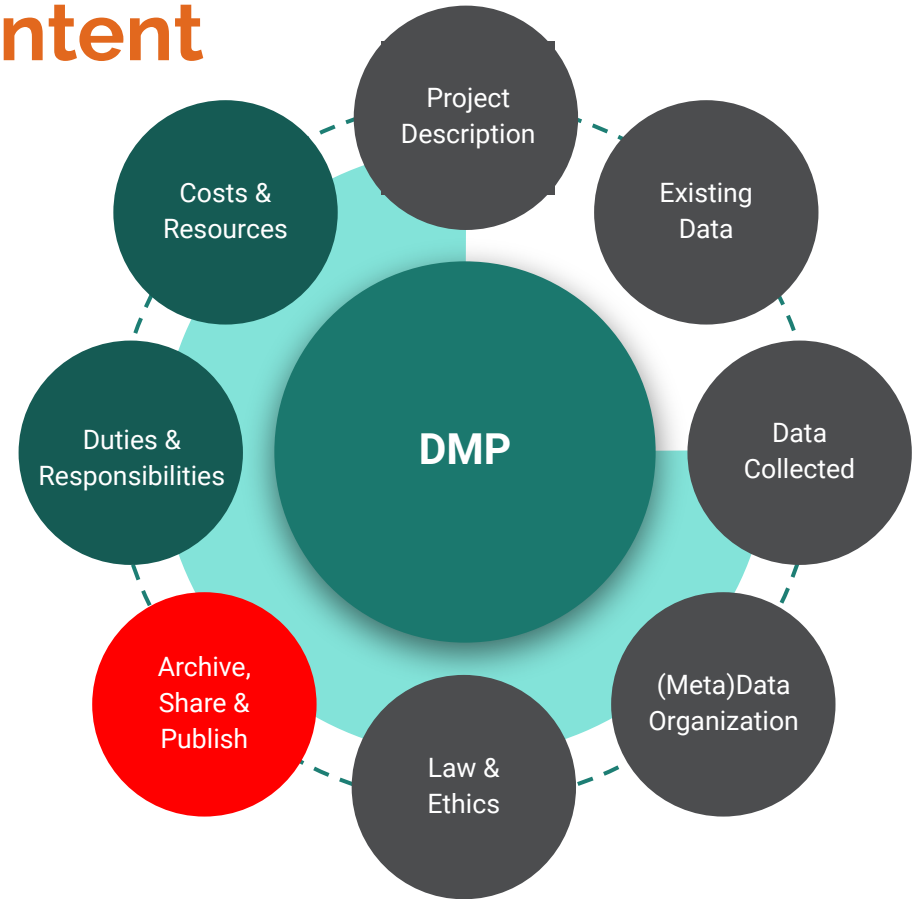 ntent
Project
Description
Existing
Data
Data
Collected
(Meta)Data
Organization
Law &
Ethics
Archive,
Share &
Publish
Duties &
Responsibilities
Costs &
Resources
DMP